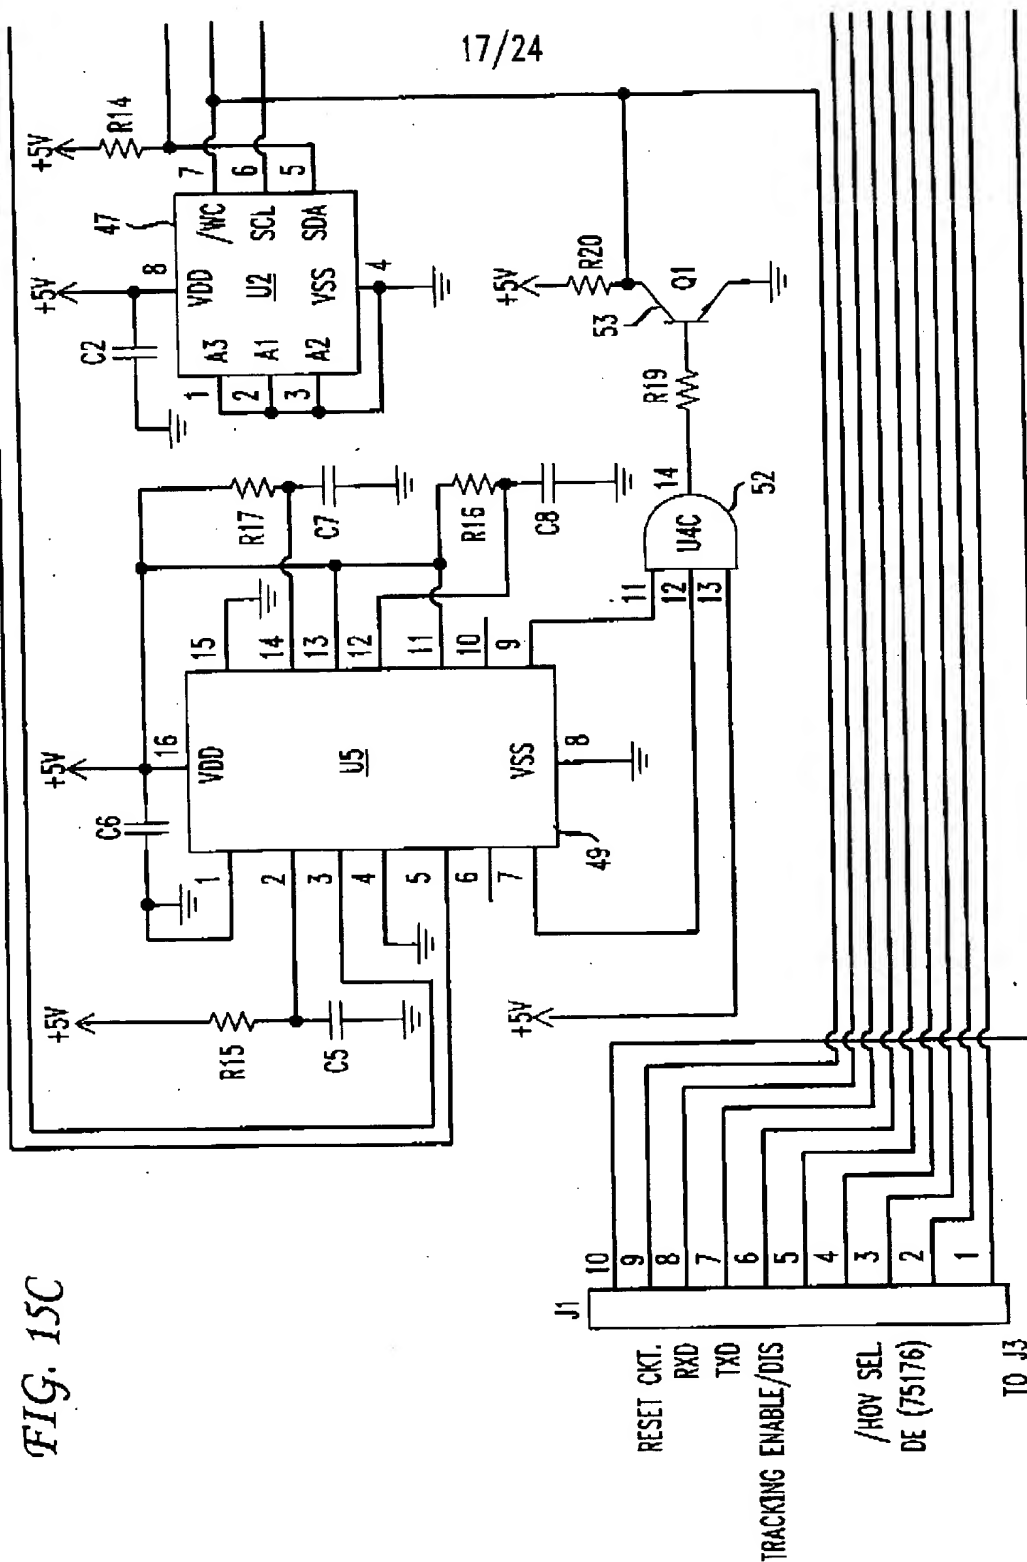 17/24
FIG. 15C
+5V
R14
+5V
47
7
6
5
/WC
SCL
SDA
8
VDD
U2
VSS
4
C2
A3
A1
A2
1
2
3
+5V
R20
53
Q1
R19
R17
C7
R16
C8
14
U4C
52
11
12
13
+5V
16
15
14
13
12
11
10
9
VDD
U5
VSS
8
C6
1
2
3
4
5
6
7
49
+5V
R15
C5
+5V
J1
10
9
8
7
6
5
4
3
2
1
RESET CKT.
RXD
TXD
TRACKING ENABLE/DIS
/HOV SEL.
DE (75176)
TO J3